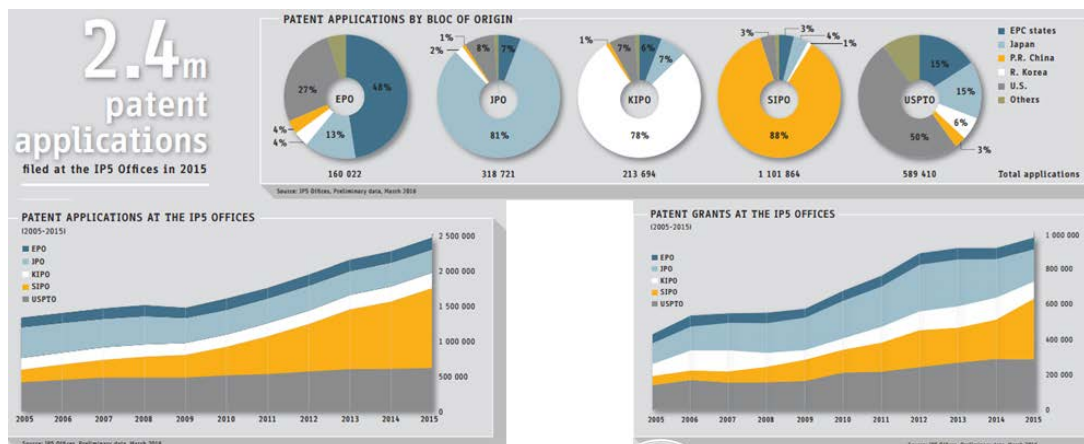 2.4m
patent
applications
filed at the IP5 Offices in 2015
PATENT APPLICATIONS BY BLOC OF ORIGIN
EPO
48%
13%
4%
4%
27%
160 022
JPO
7%
81%
2%
1%
8%
318 721
KIPO
6%
7%
78%
1%
7%
213 694
SIPO
3%
4%
1%
88%
3%
1 101 864
USPTO
15%
15%
6%
3%
50%
589 410
Total applications
EPC states
Japan
P.R. China
R. Korea
U.S.
Others
Source: IP5 Offices, Preliminary data, March 2016
PATENT APPLICATIONS AT THE IP5 OFFICES
(2005-2015)
EPO
JPO
KIPO
SIPO
USPTO
2 500 000
2 000 000
1 500 000
1 000 000
500 000
0
2005 2006 2007 2008 2009 2010 2011 2012 2013 2014 2015
Source: IP5 Offices, Preliminary data, March 2016
PATENT GRANTS AT THE IP5 OFFICES
(2005-2015)
EPO
JPO
KIPO
SIPO
USPTO
1 000 000
800 000
600 000
400 000
200 000
0
2005 2006 2007 2008 2009 2010 2011 2012 2013 2014 2015